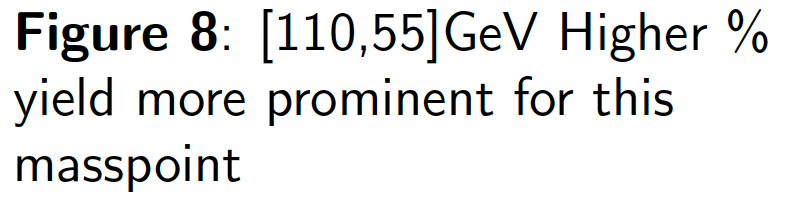 Figure 8: [110,55]GeV Higher %
yield more prominent for this
masspoint